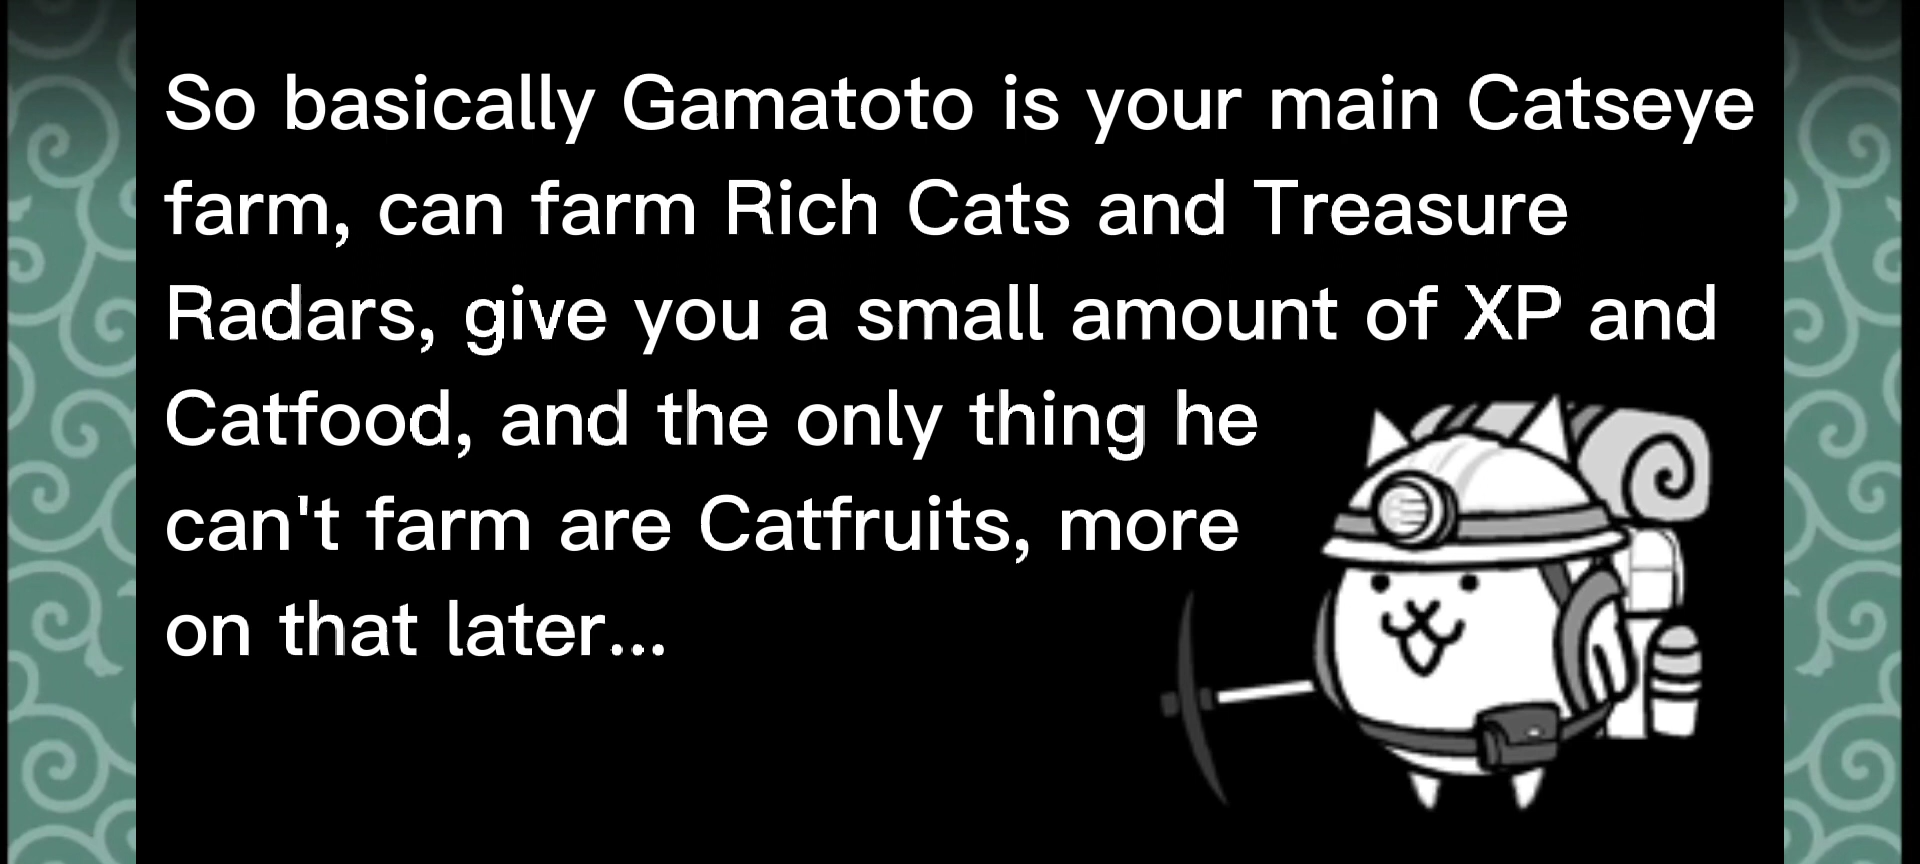 So basically Gamatoto is your main Catseye
farm, can farm Rich Cats and Treasure
Radars, give you a small amount of XP and
Catfood, and the only thing he
can't farm are Catfruits, more
on that later...